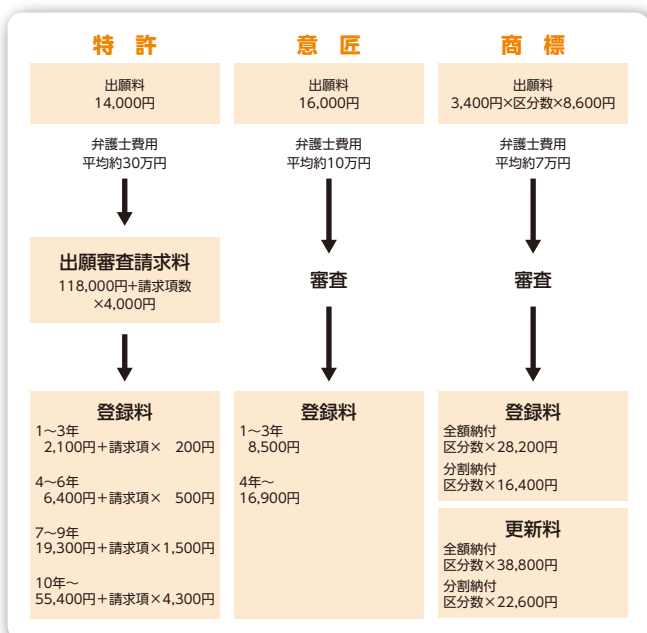 特 許
出願料
14,000円
弁護士費用
平均約30万円
出願審査請求料
118,000円+請求項数
×4,000円
登録料
1〜3年
2,100円+請求項× 200円
4〜6年
6,400円+請求項× 500円
7〜9年
19,300円+請求項×1,500円
10年〜
55,400円+請求項×4,300円
意 匠
出願料
16,000円
弁護士費用
平均約10万円
審査
登録料
1〜3年
8,500円
4年〜
16,900円
商 標
出願料
3,400円×区分数×8,600円
弁護士費用
平均約7万円
審査
登録料
全額納付
区分数×28,200円
分割納付
区分数×16,400円
更新料
全額納付
区分数×38,800円
分割納付
区分数×22,600円